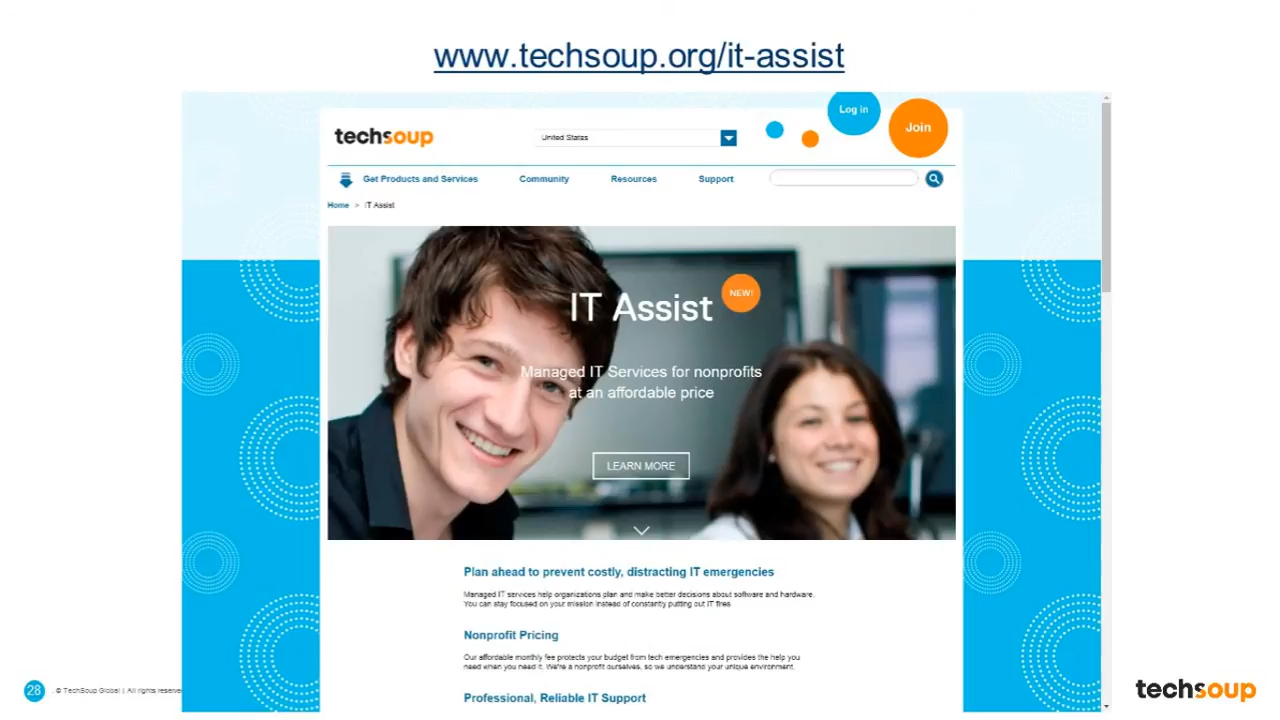 www.techsoup.org/it-assist
Log in
Join
techsoup
United States
Get Products and Services
Community
Resources
Support
Home > IT Assist
IT Assist
NEW!
Managed IT Services for nonprofits
at an affordable price
LEARN MORE
Plan ahead to prevent costly, distracting IT emergencies
Managed IT services help organizations plan and make better decisions about software and hardware.
You can stay focused on your mission instead of constantly putting out IT fires
Nonprofit Pricing
Our affordable monthly fee protects your budget from tech emergencies and provides the help you
need when you need it. We're a nonprofit ourselves, so we understand your unique environment.
Professional, Reliable IT Support
28
. © TechSoup Global | All rights reserve
techsoup